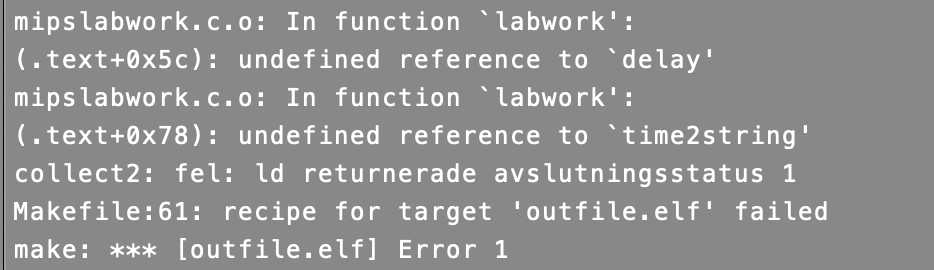 mipslabwork.c.o: In function `labwork':
(.text+0x5c): undefined reference to `delay'
mipslabwork.c.o: In function `labwork':
(.text+0x78): undefined reference to `time2string'
collect2: fel: ld returnerade avslutningsstatus 1
Makefile:61: recipe for target 'outfile.elf' failed
make: *** [outfile.elf] Error 1